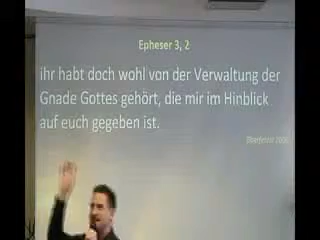 Epheser 3, 2
ihr habt doch wohl von der Verwaltung der
Gnade Gottes gehört, die mir im Hinblick
auf euch gegeben ist.